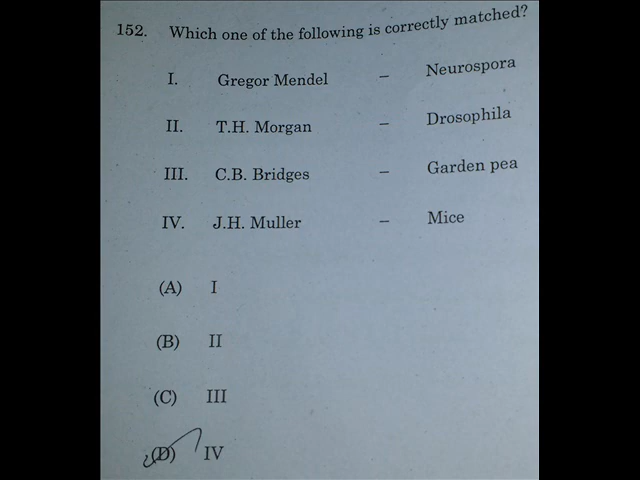 152. Which one of the following is correctly matched?
I. Gregor Mendel – Neurospora
II. T.H. Morgan – Drosophila
III. C.B. Bridges – Garden pea
IV. J.H. Muller – Mice
(A) I
(B) II
(C) III
(D) IV